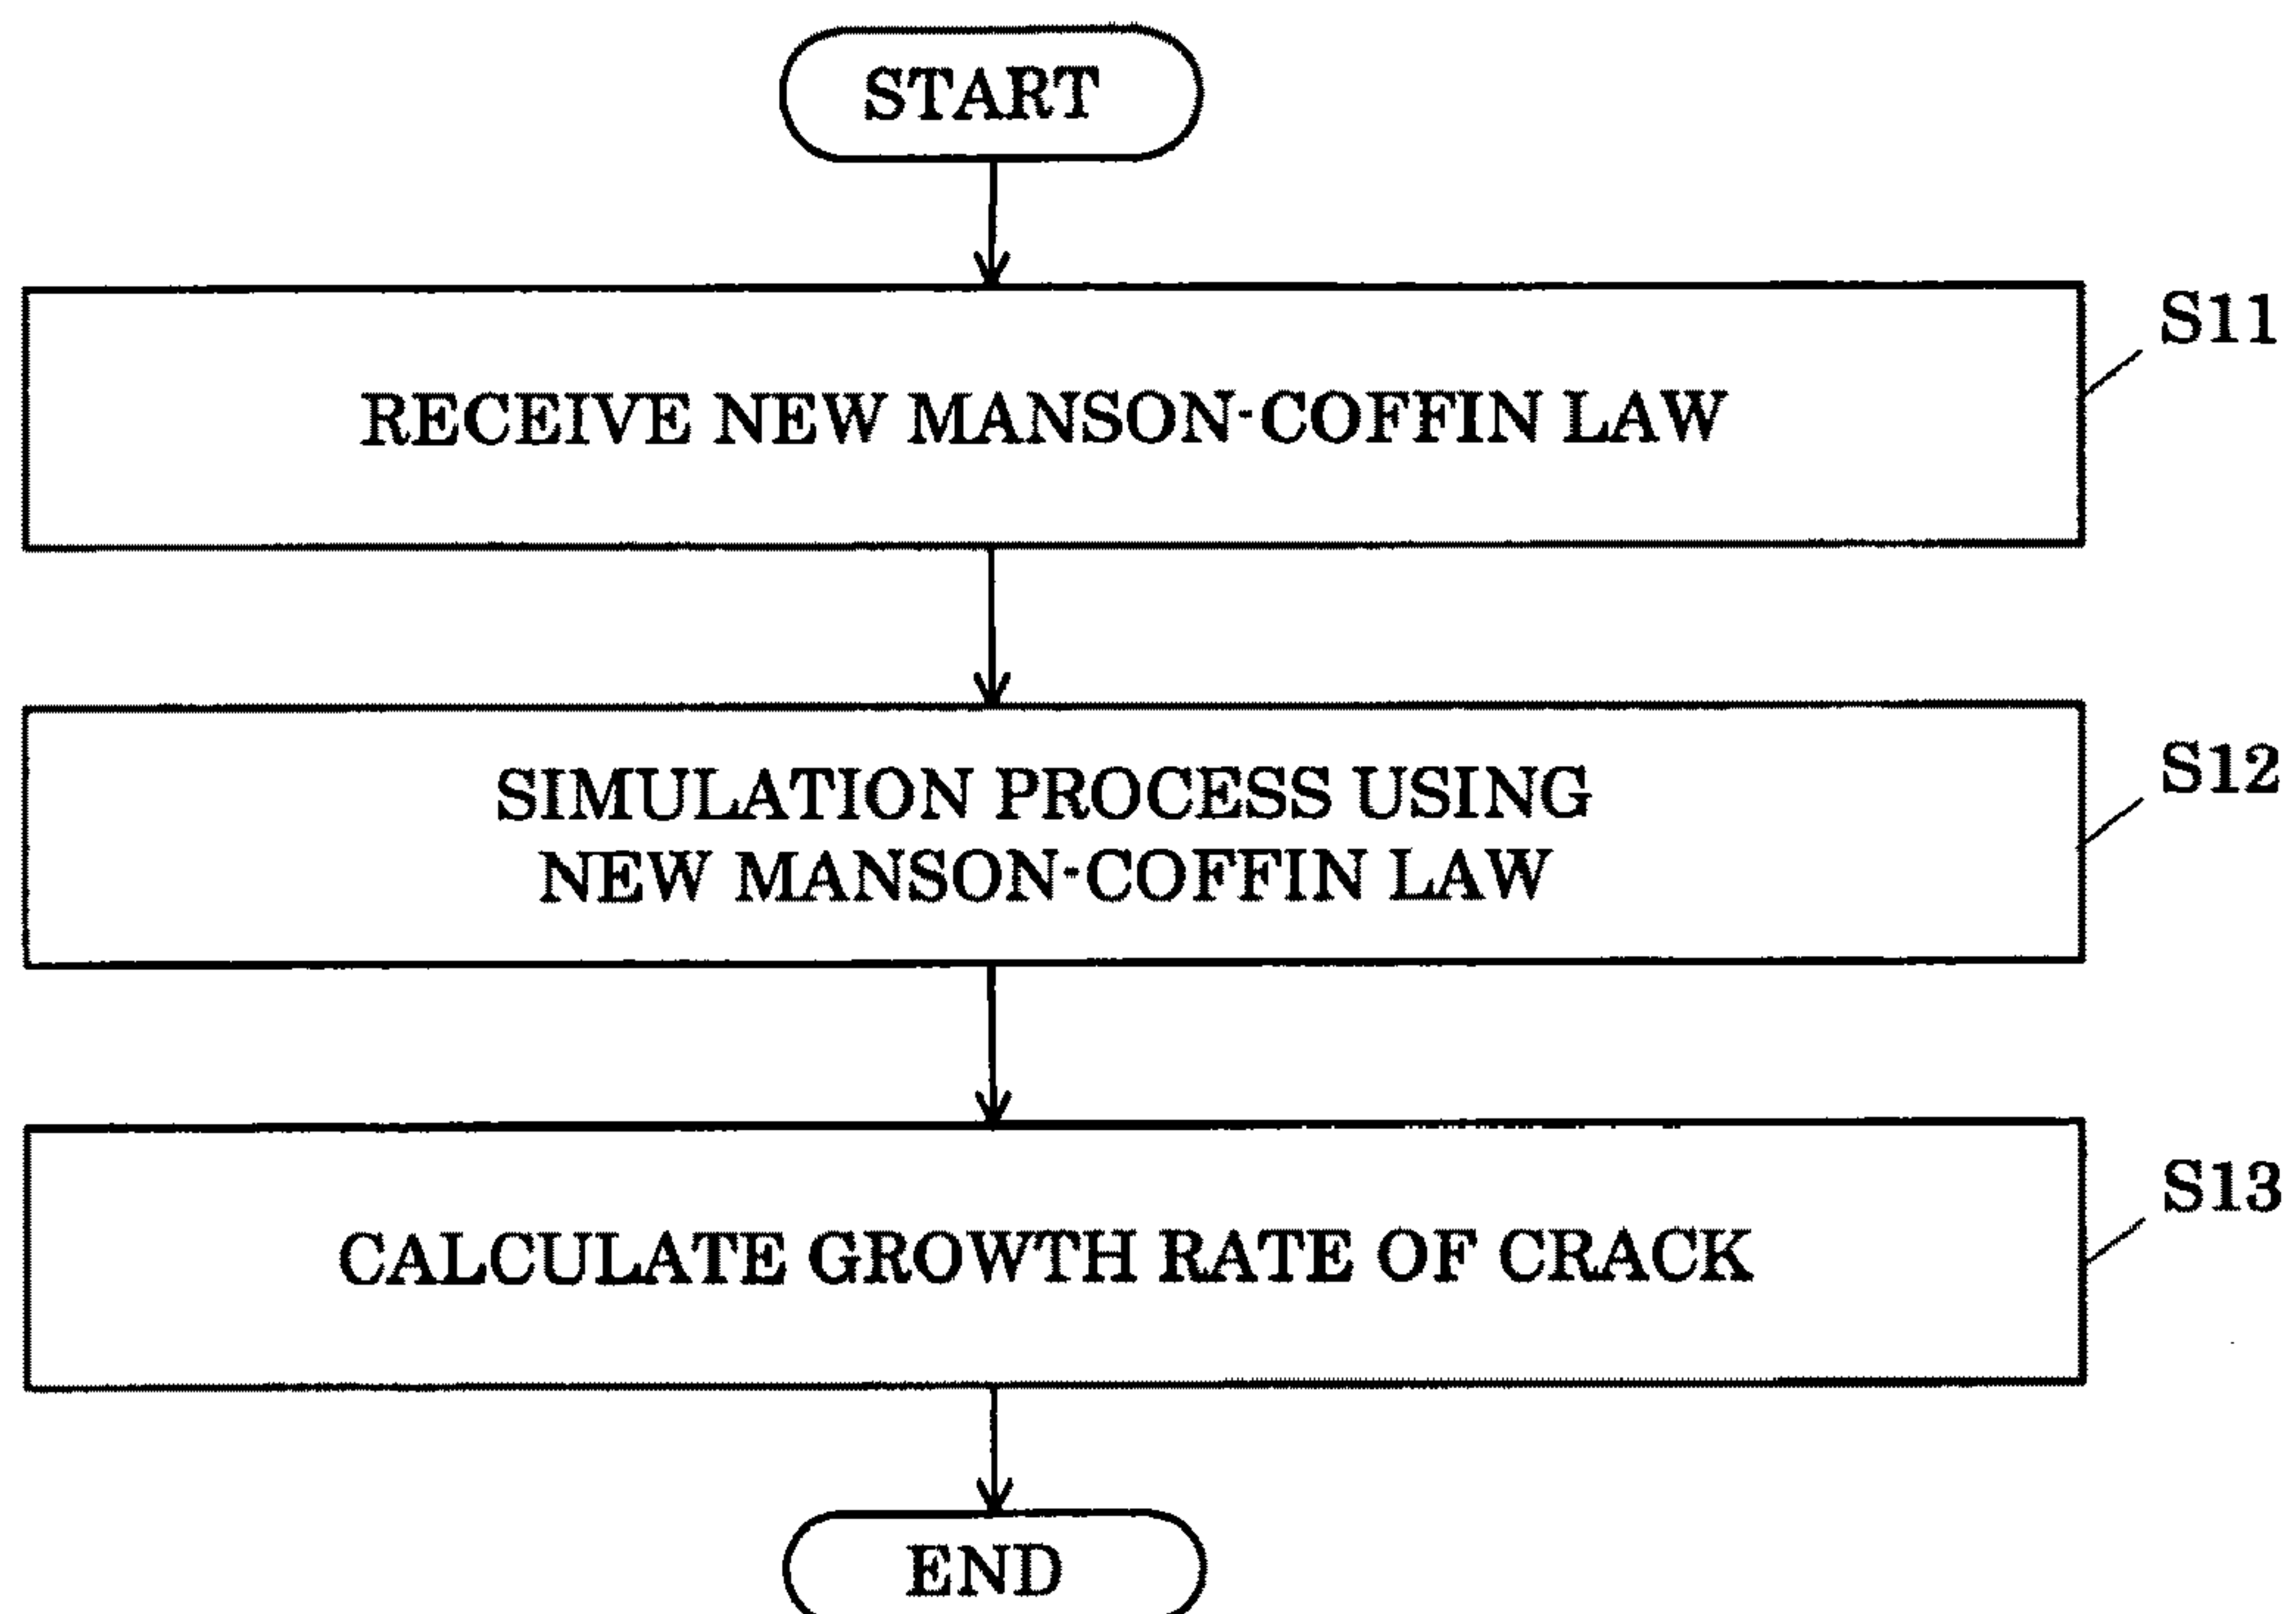 START
S11
RECEIVE NEW MANSON-COFFIN LAW
S12
SIMULATION PROCESS USING
NEW MANSON-COFFIN LAW
S13
CALCULATE GROWTH RATE OF CRACK
END